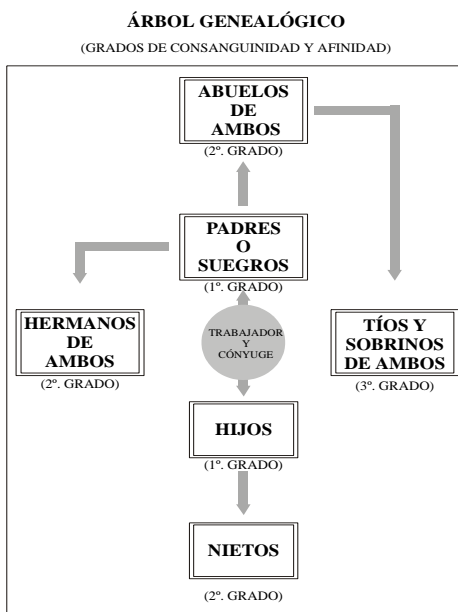 ÁRBOL GENEALÓGICO
(GRADOS DE CONSANGUINIDAD Y AFINIDAD)
ABUELOS
DE
AMBOS
(2º. GRADO)
PADRES
O
SUEGROS
(1º. GRADO)
HERMANOS
DE
AMBOS
(2º. GRADO)
TRABAJADOR
Y
CÓNYUGE
TÍOS Y
SOBRINOS
DE AMBOS
(3º. GRADO)
HIJOS
(1º. GRADO)
NIETOS
(2º. GRADO)